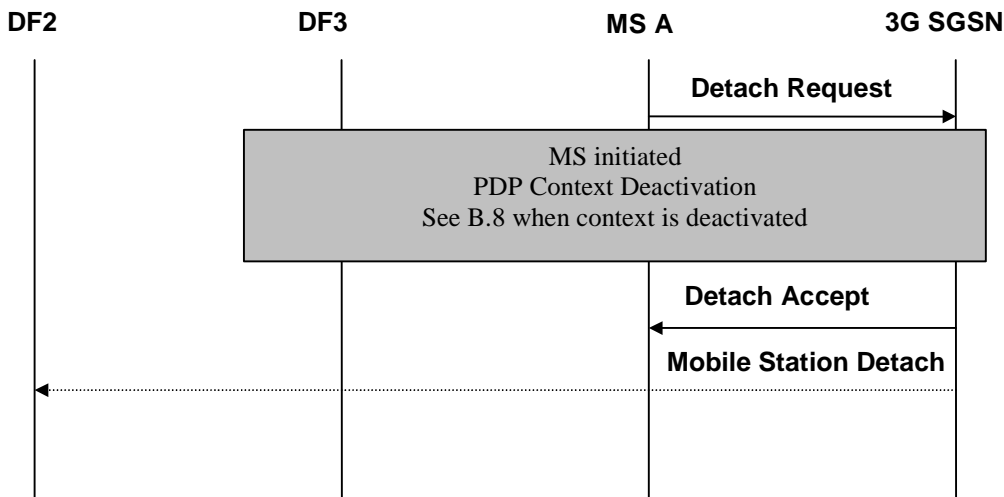 DF2 DF3 MS A 3G SGSN
Detach Request
MS initiated
PDP Context Deactivation
See B.8 when context is deactivated
Detach Accept
Mobile Station Detach